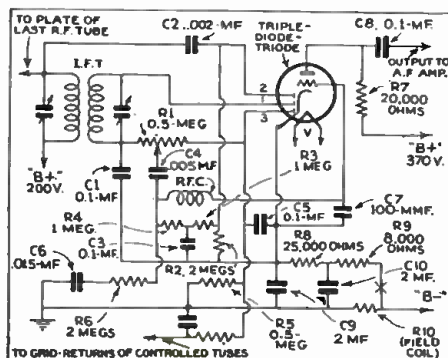 TO PLATE OF
LAST R.F. TUBE
C2, .002-MF.
TRIPLE-
DIODE-
TRIODE
C8, 0.1-MF.
OUTPUT TO
A.F. AMP.
I.F.T
2
1
3
R1
0.5-MEG
R7
20,000
OHMS
C4
.005 MF.
V
R3
1 MEG
"B+"
200V.
C1
0.1-MF
R.F.C.
"B+"
370V.
R4
1 MEG.
C5
0.1-MF
C7
100-MMF.
C3
0.1-MF.
R8
25,000 OHMS
R9
8,000
OHMS
C6
.015-MF
R2, 2 MEGS
C10
2 MF.
"B-"
R6
2 MEGS
R5
0.5-
MEG
C9
2 MF
R10
(FIELD
COIL)
TO GRID-RETURNS OF CONTROLLED TUBES